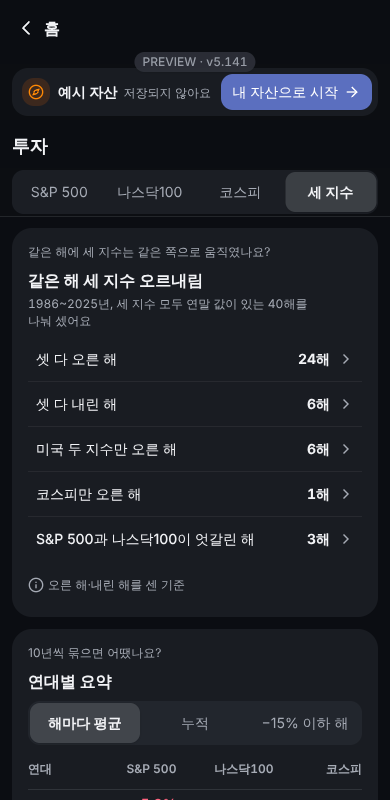 홈
PREVIEW · v5.141
예시 자산 저장되지 않아요 내 자산으로 시작 →
투자
S&P 500 나스닥100 코스피 세 지수
같은 해에 세 지수는 같은 쪽으로 움직였나요?
같은 해 세 지수 오르내림
1986~2025년, 세 지수 모두 연말 값이 있는 40해를
나눠 셌어요
셋 다 오른 해 24해
셋 다 내린 해 6해
미국 두 지수만 오른 해 6해
코스피만 오른 해 1해
S&P 500과 나스닥100이 엇갈린 해 3해
오른 해·내린 해를 센 기준
10년씩 묶으면 어땠나요?
연대별 요약
해마다 평균 누적 −15% 이하 해
연대 S&P 500 나스닥100 코스피